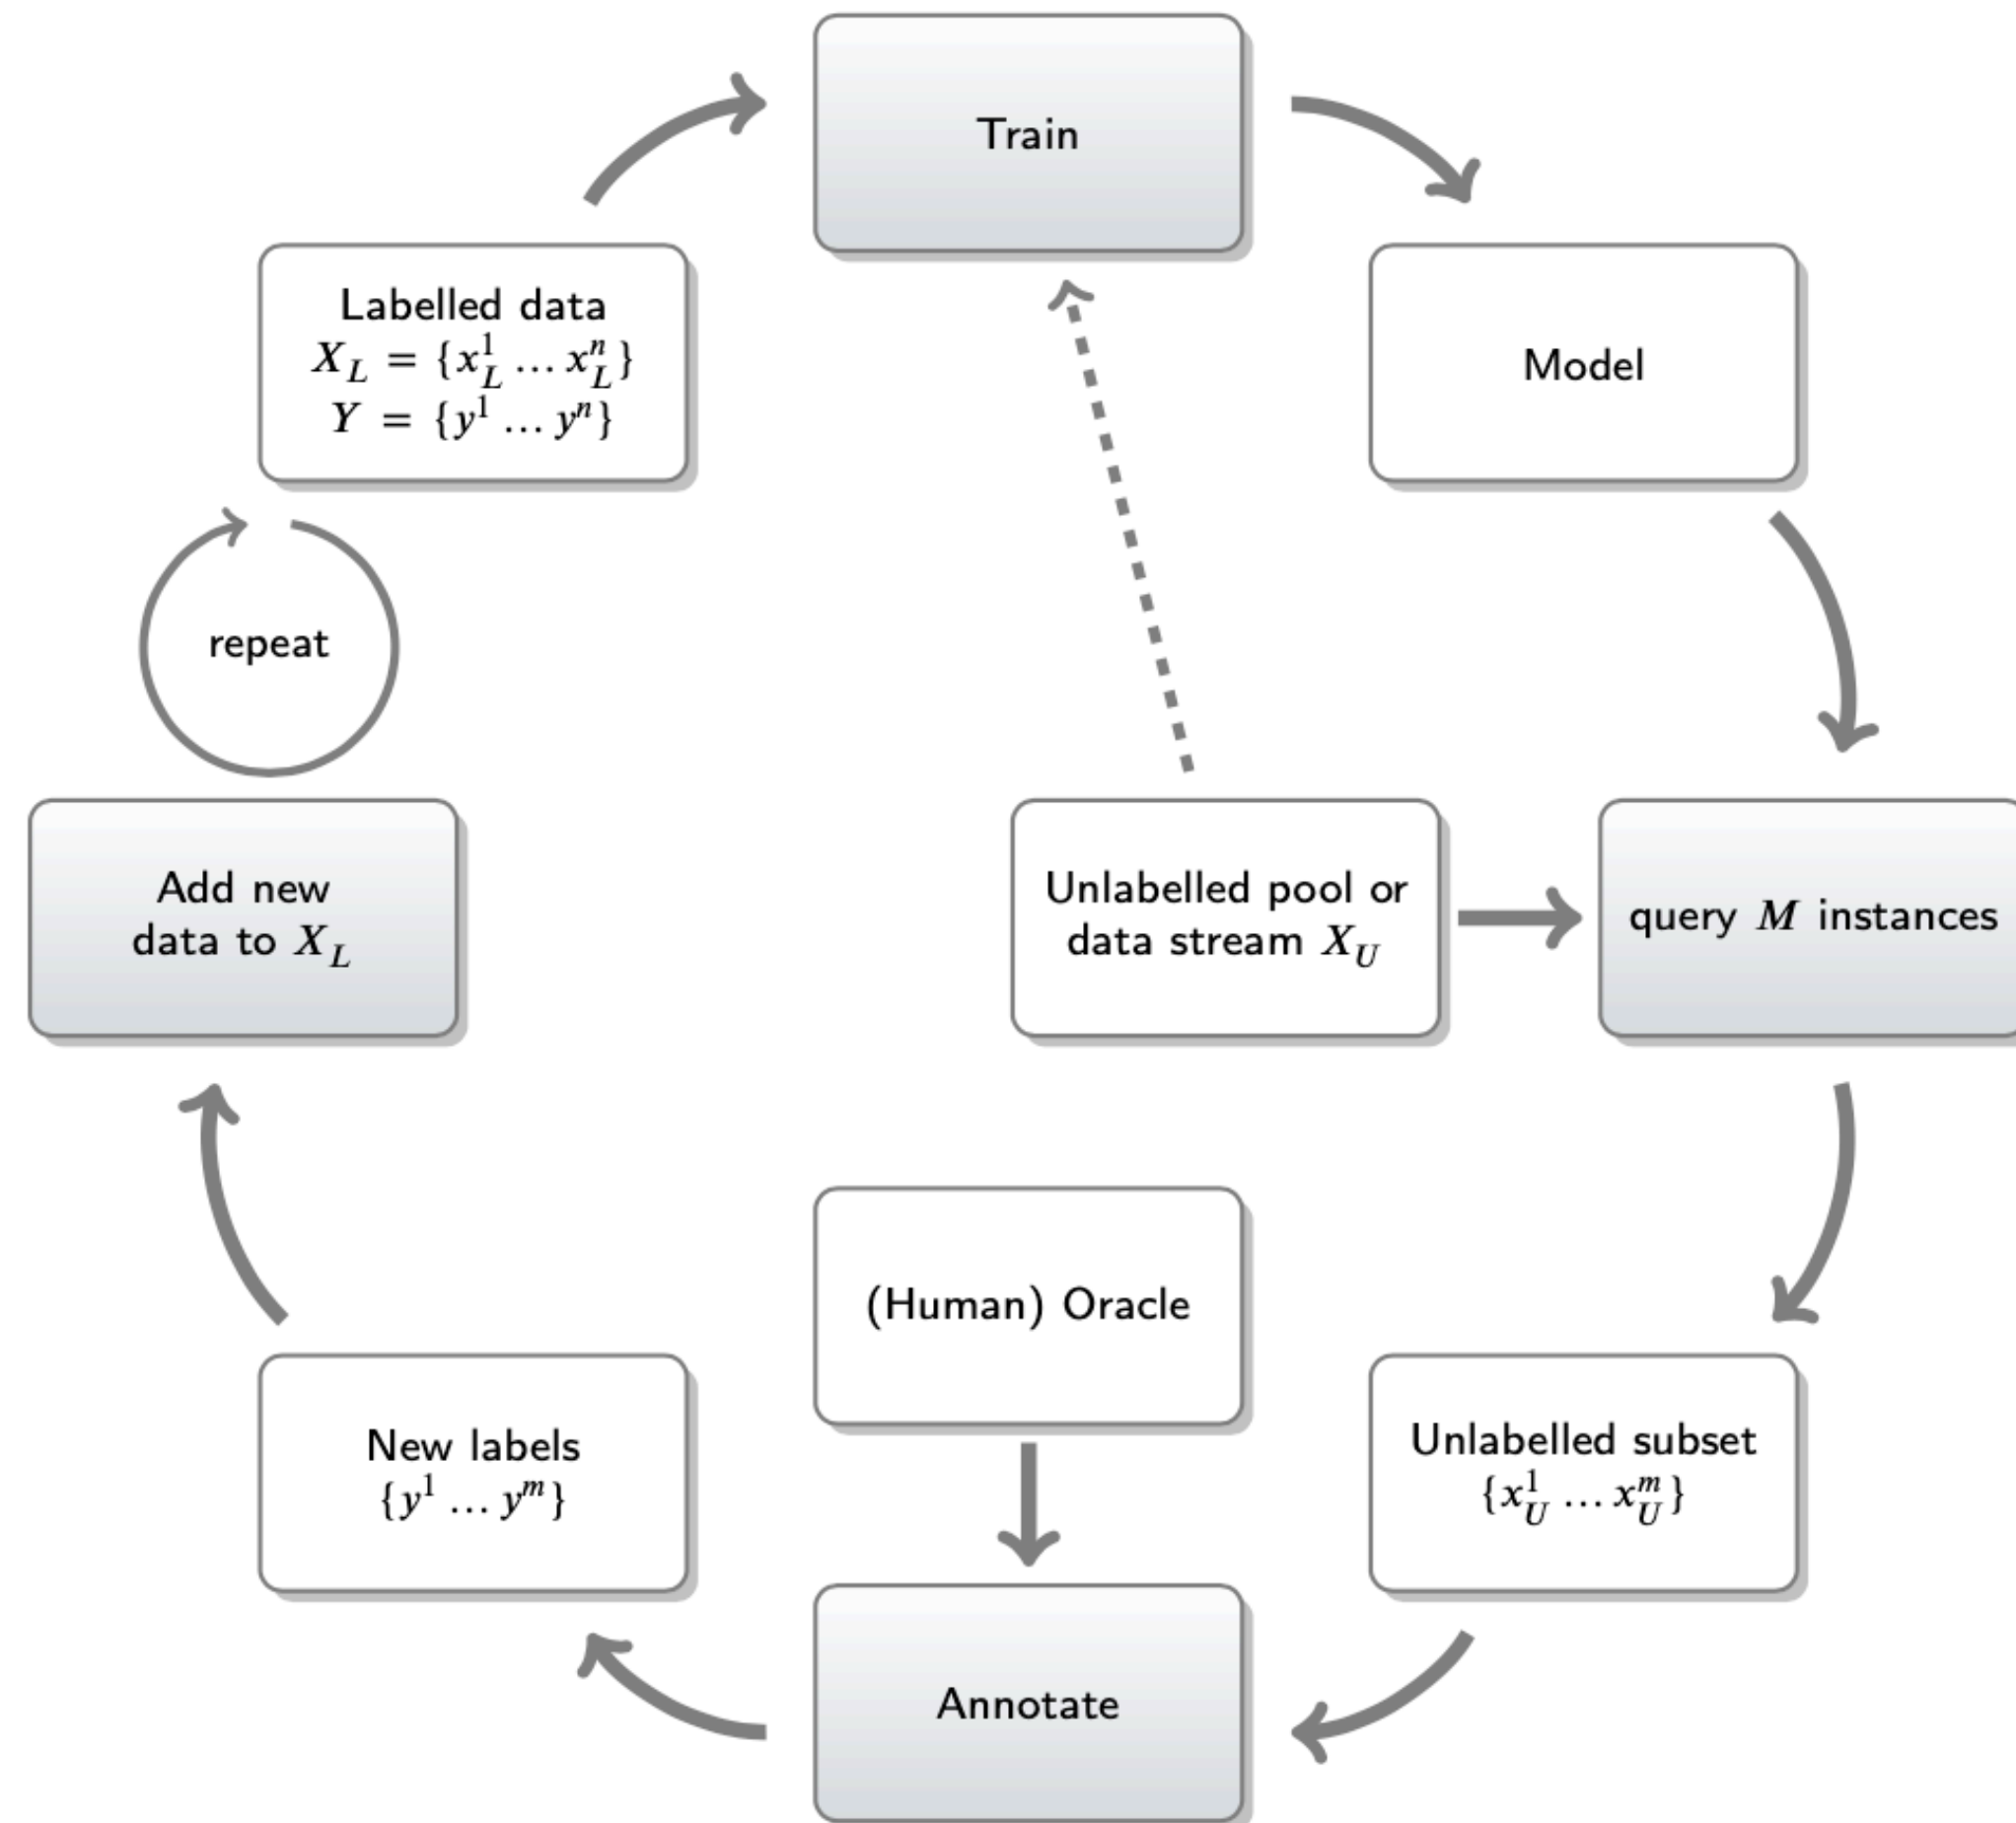 Train
Labelled data
X_L = {x_L^1 … x_L^n}
Y = {y^1 … y^n}
Model
repeat
Add new
data to X_L
Unlabelled pool or
data stream X_U
query M instances
(Human) Oracle
New labels
{y^1 … y^m}
Unlabelled subset
{x_U^1 … x_U^m}
Annotate